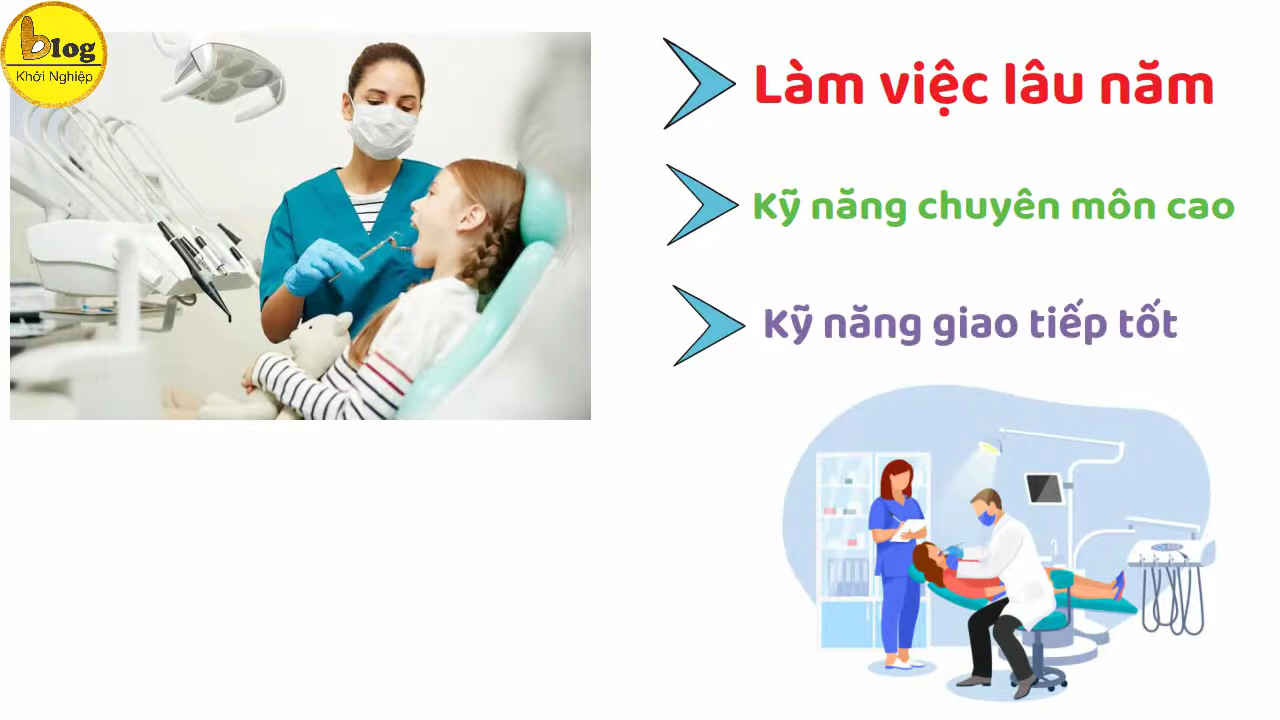 blog
Khởi Nghiệp
Làm việc lâu năm
Kỹ năng chuyên môn cao
Kỹ năng giao tiếp tốt